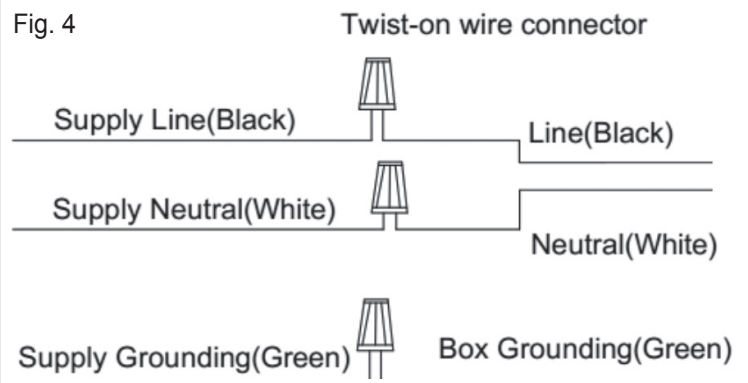 Fig. 4
Twist-on wire connector
Supply Line(Black)
Line(Black)
Supply Neutral(White)
Neutral(White)
Supply Grounding(Green)
Box Grounding(Green)